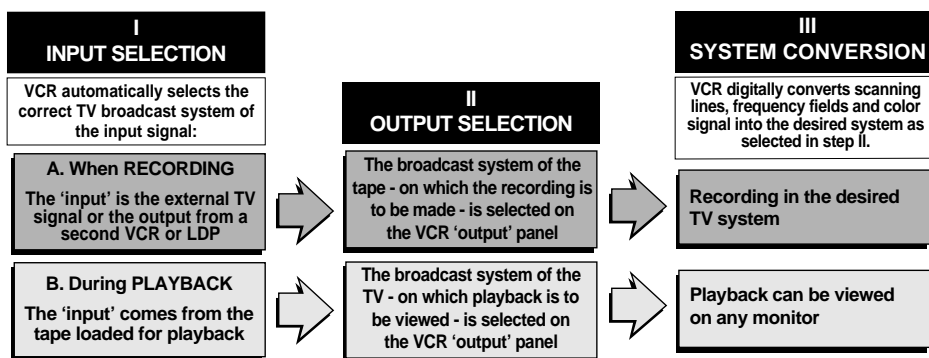 I
INPUT SELECTION
VCR automatically selects the
correct TV broadcast system of
the input signal:
A. When RECORDING
The ‘input’ is the external TV
signal or the output from a
second VCR or LDP
B. During PLAYBACK
The ‘input’ comes from the
tape loaded for playback
II
OUTPUT SELECTION
The broadcast system of the
tape - on which the recording is
to be made - is selected on
the VCR ‘output’ panel
The broadcast system of the
TV - on which playback is to
be viewed - is selected on
the VCR ‘output’ panel
III
SYSTEM CONVERSION
VCR digitally converts scanning
lines, frequency fields and color
signal into the desired system as
selected in step II.
Recording in the desired
TV system
Playback can be viewed
on any monitor